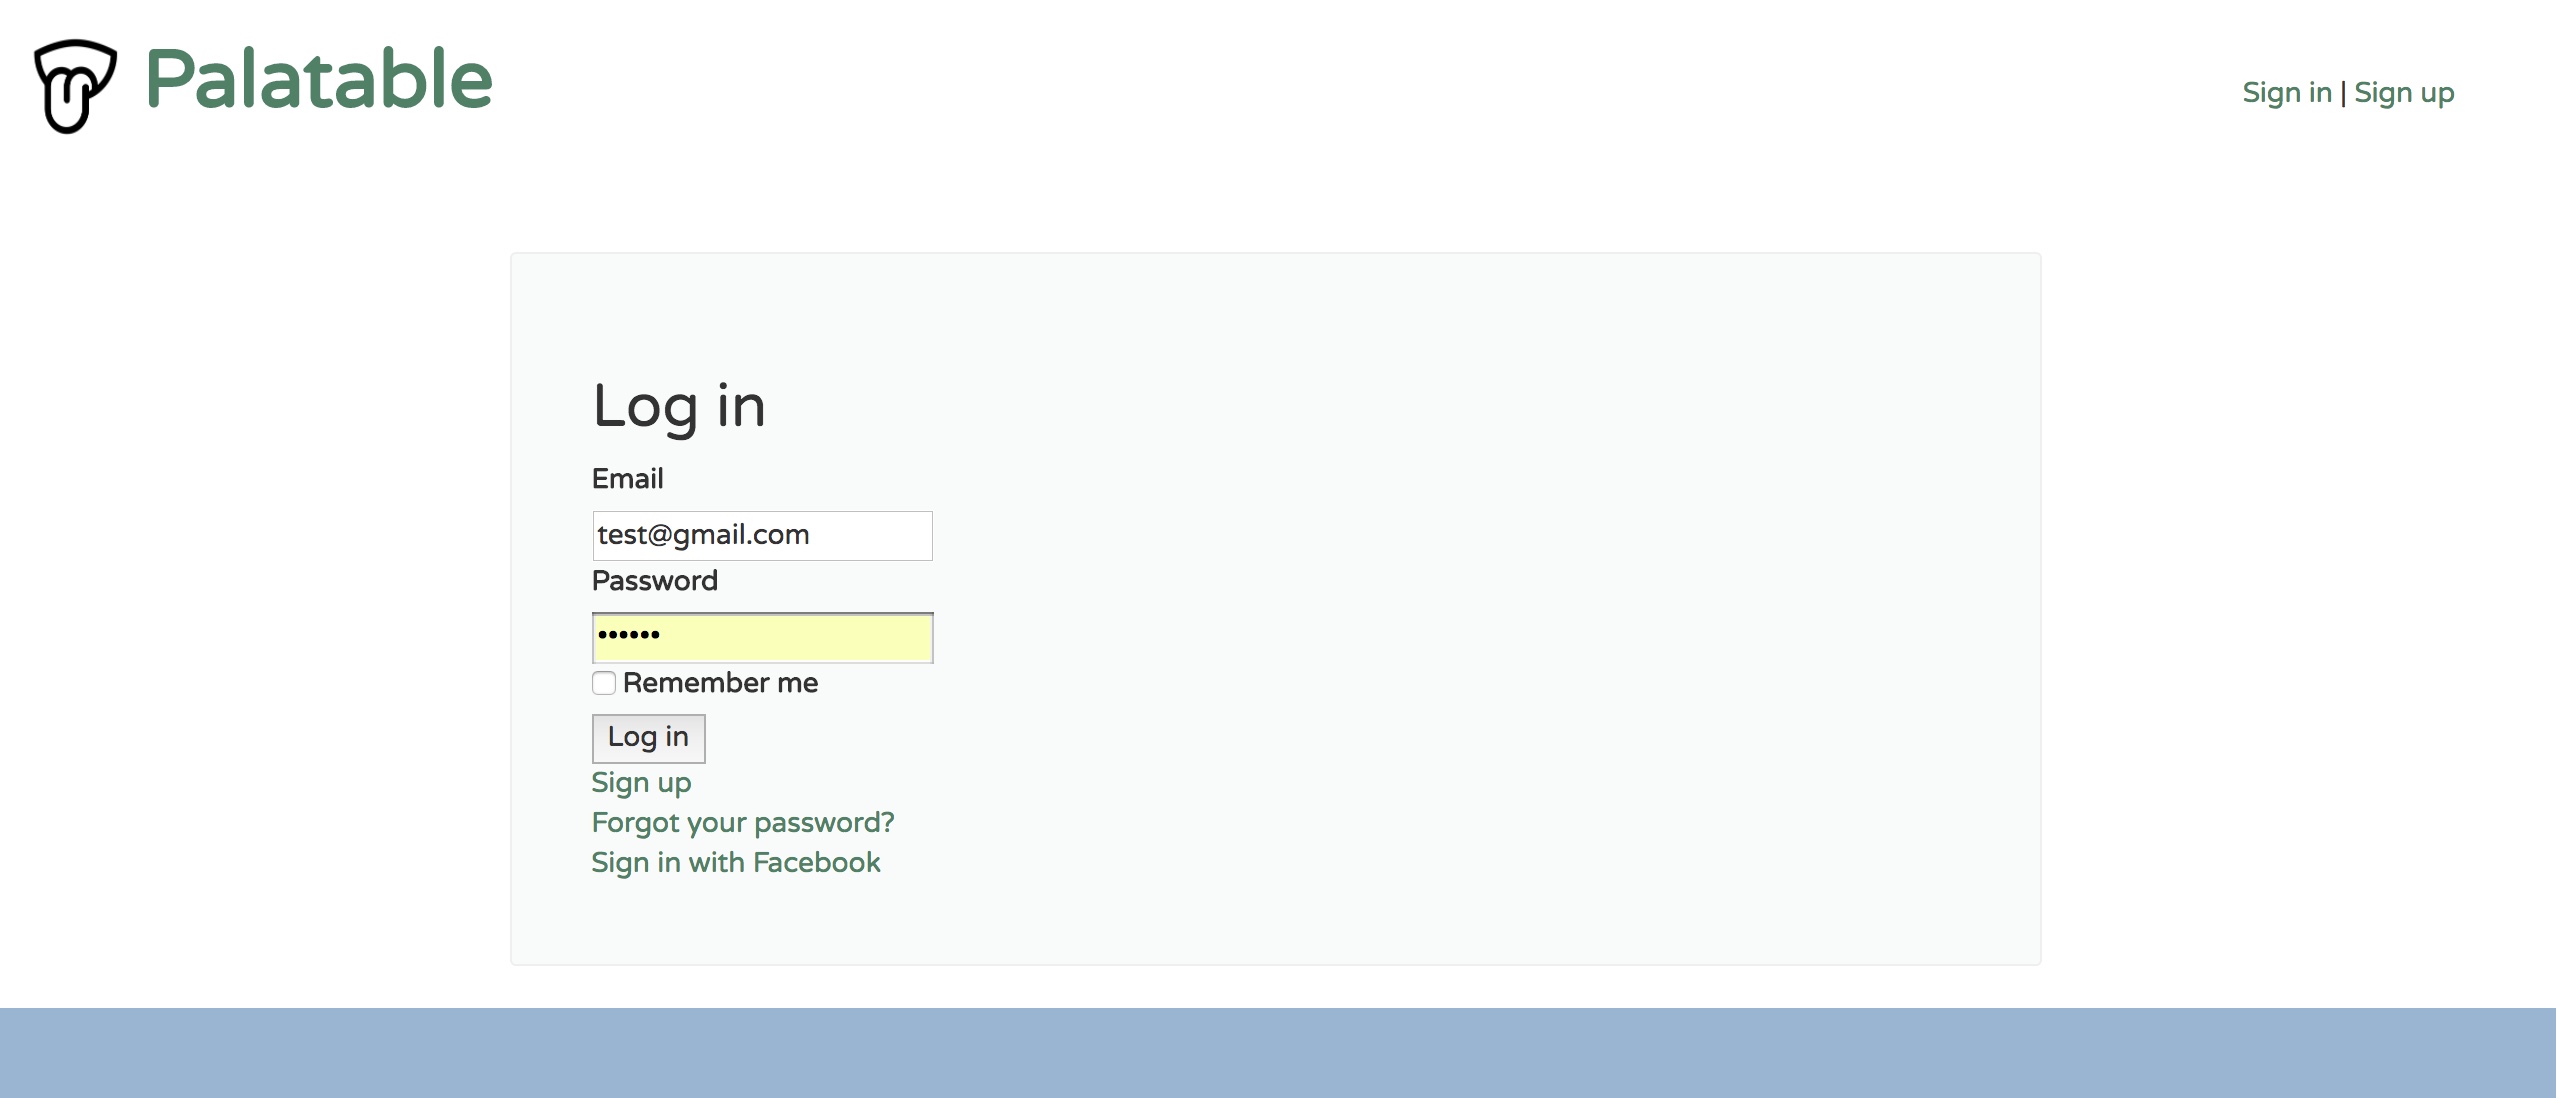 Palatable
Sign in | Sign up
Log in
Email
test@gmail.com
Password
••••••
Remember me
Log in
Sign up
Forgot your password?
Sign in with Facebook